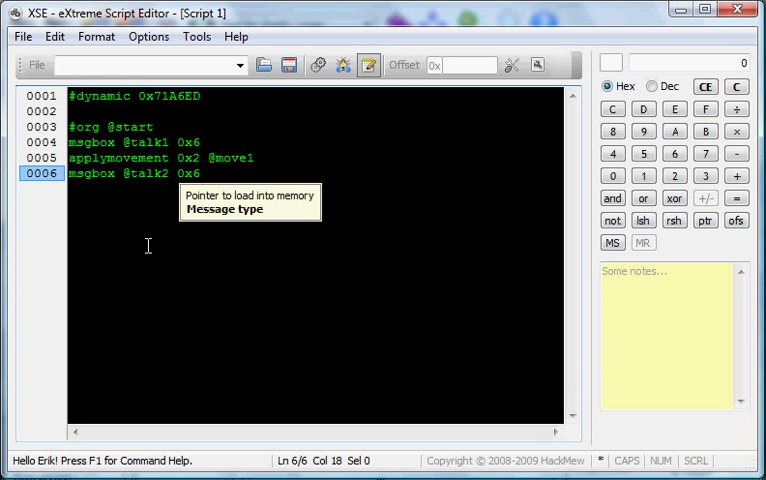 XSE - eXtreme Script Editor - [Script 1]
File Edit Format Options Tools Help
File Offset 0x
0
0001 #dynamic 0x71A6ED
0002
0003 #org @start
0004 msgbox @talk1 0x6
0005 applymovement 0x2 @move1
0006 msgbox @talk2 0x6
Pointer to load into memory
Message type
Hex Dec CE C
C D E F ÷
8 9 A B ×
4 5 6 7 -
0 1 2 3 +
and or xor +/- =
not lsh rsh ptr ofs
MS MR
Some notes...
Hello Erik! Press F1 for Command Help. Ln 6/6 Col 18 Sel 0 Copyright © 2008-2009 HackMew * CAPS NUM SCRL